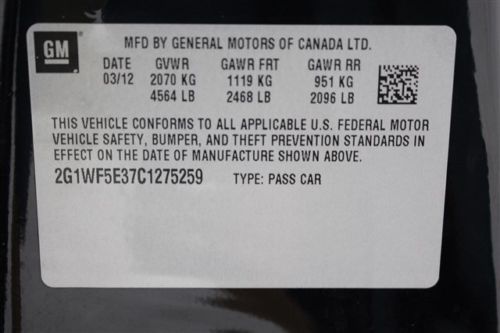 GM
MFD BY GENERAL MOTORS OF CANADA LTD.
DATE GVWR GAWR FRT GAWR RR
03/12 2070 KG 1119 KG 951 KG
4564 LB 2468 LB 2096 LB
THIS VEHICLE CONFORMS TO ALL APPLICABLE U.S. FEDERAL MOTOR
VEHICLE SAFETY, BUMPER, AND THEFT PREVENTION STANDARDS IN
EFFECT ON THE DATE OF MANUFACTURE SHOWN ABOVE.
2G1WF5E37C1275259 TYPE: PASS CAR